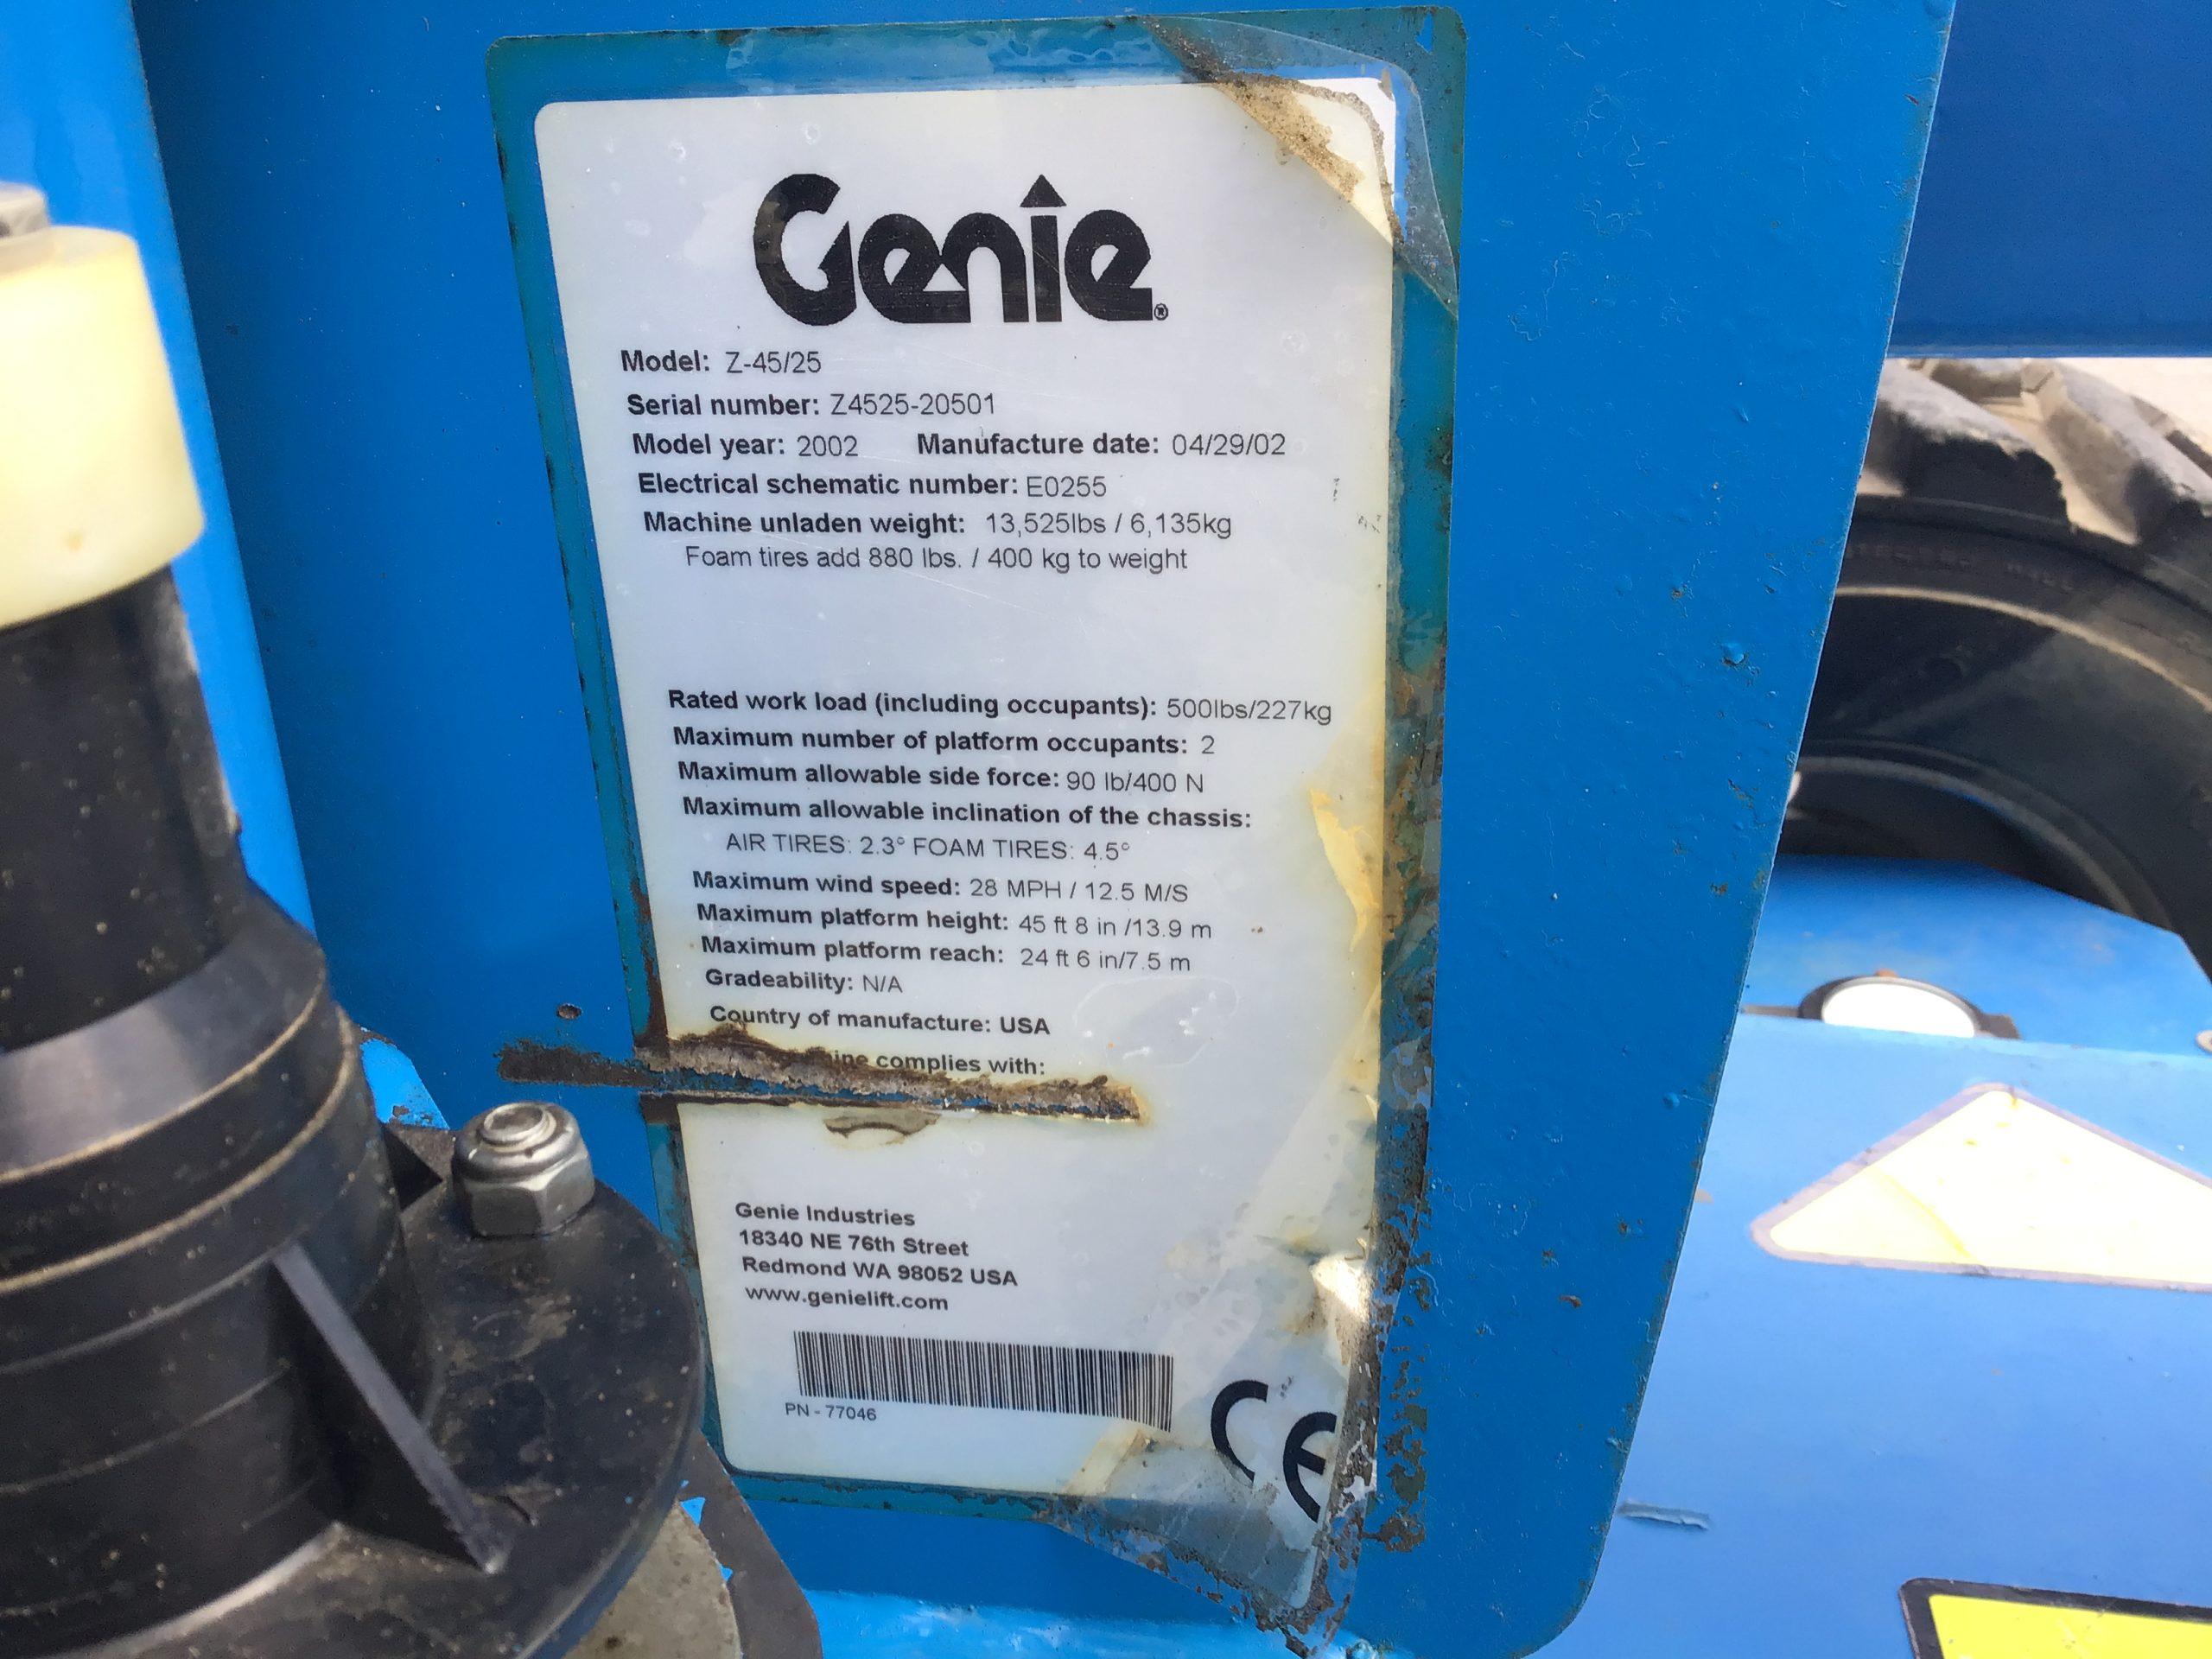 Genie®
Model: Z-45/25
Serial number: Z4525-20501
Model year: 2002 Manufacture date: 04/29/02
Electrical schematic number: E0255
Machine unladen weight: 13,525lbs / 6,135kg
Foam tires add 880 lbs. / 400 kg to weight
Rated work load (including occupants): 500lbs/227kg
Maximum number of platform occupants: 2
Maximum allowable side force: 90 lb/400 N
Maximum allowable inclination of the chassis:
AIR TIRES: 2.3° FOAM TIRES: 4.5°
Maximum wind speed: 28 MPH / 12.5 M/S
Maximum platform height: 45 ft 8 in /13.9 m
Maximum platform reach: 24 ft 6 in/7.5 m
Gradeability: N/A
Country of manufacture: USA
complies with:
Genie Industries
18340 NE 76th Street
Redmond WA 98052 USA
www.genielift.com
PN - 77046
CE